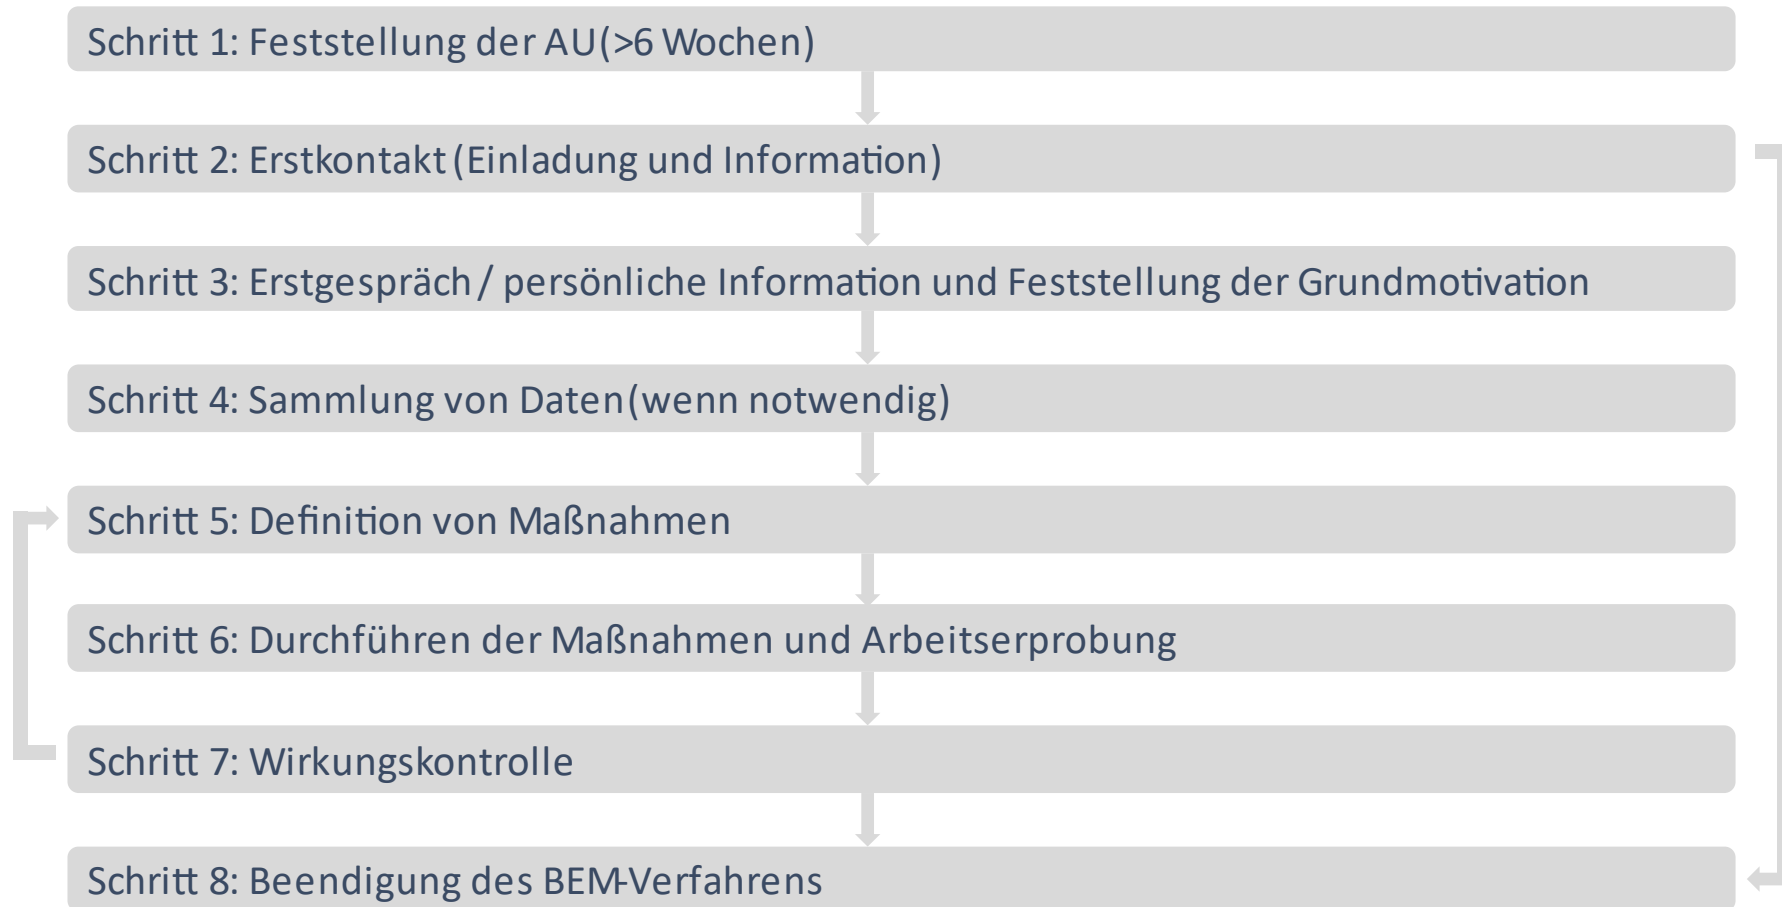 Schritt 1: Feststellung der AU(>6 Wochen)
Schritt 2: Erstkontakt (Einladung und Information)
Schritt 3: Erstgespräch / persönliche Information und Feststellung der Grundmotivation
Schritt 4: Sammlung von Daten(wenn notwendig)
Schritt 5: Definition von Maßnahmen
Schritt 6: Durchführen der Maßnahmen und Arbeitserprobung
Schritt 7: Wirkungskontrolle
Schritt 8: Beendigung des BEM-Verfahrens